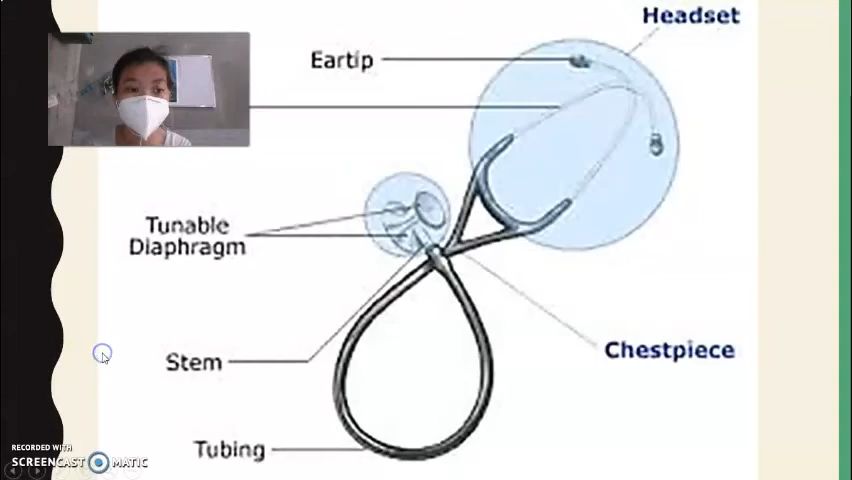 Headset
Eartip
Tunable
Diaphragm
Chestpiece
Stem
Tubing
RECORDED WITH
SCREENCAST MATIC